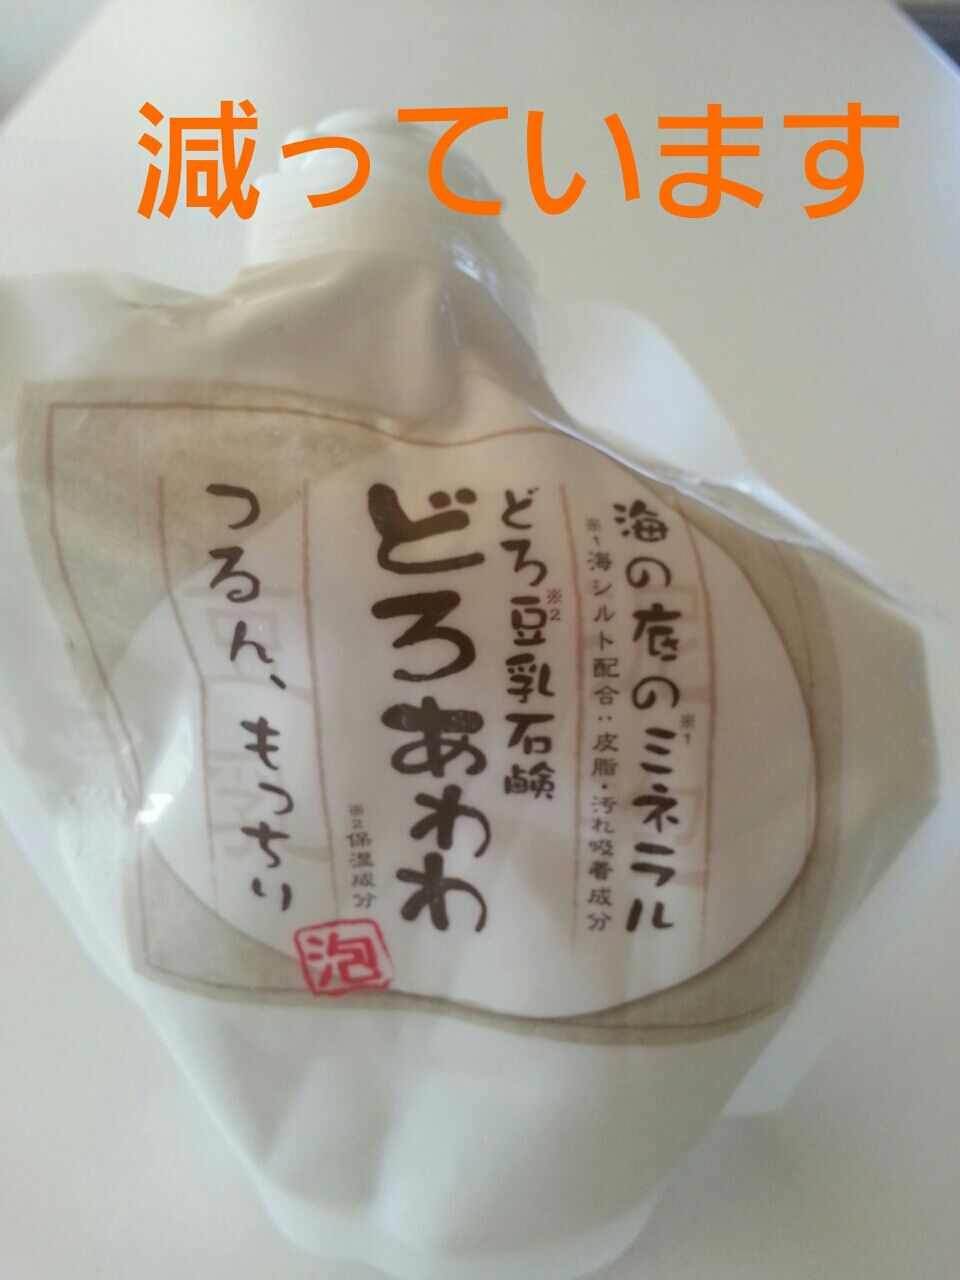 減っています
海の底のミネラル※1
※1海シルト配合:皮脂・汚れ吸着成分
どろ豆乳石鹸※2
どろあわわ
※2保湿成分
つるん、もっちり
泡